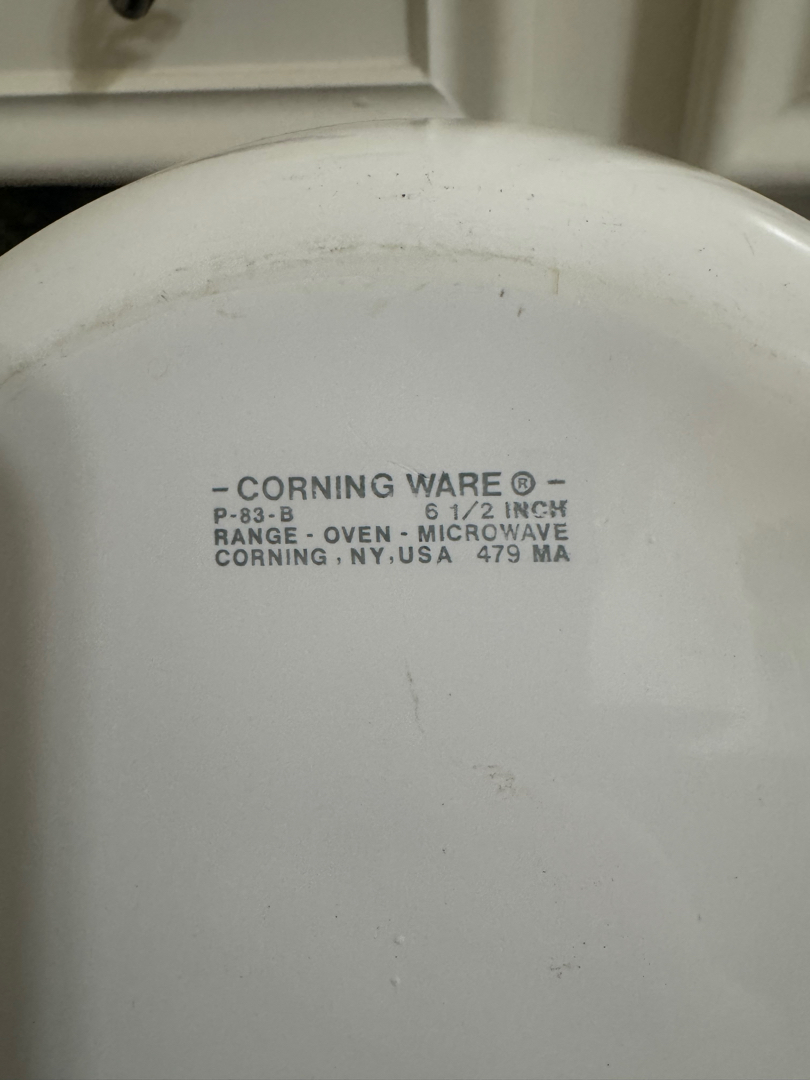 - CORNING WARE ® -
P-83-B 6 1/2 INCH
RANGE - OVEN - MICROWAVE
CORNING , NY, USA 479 MA